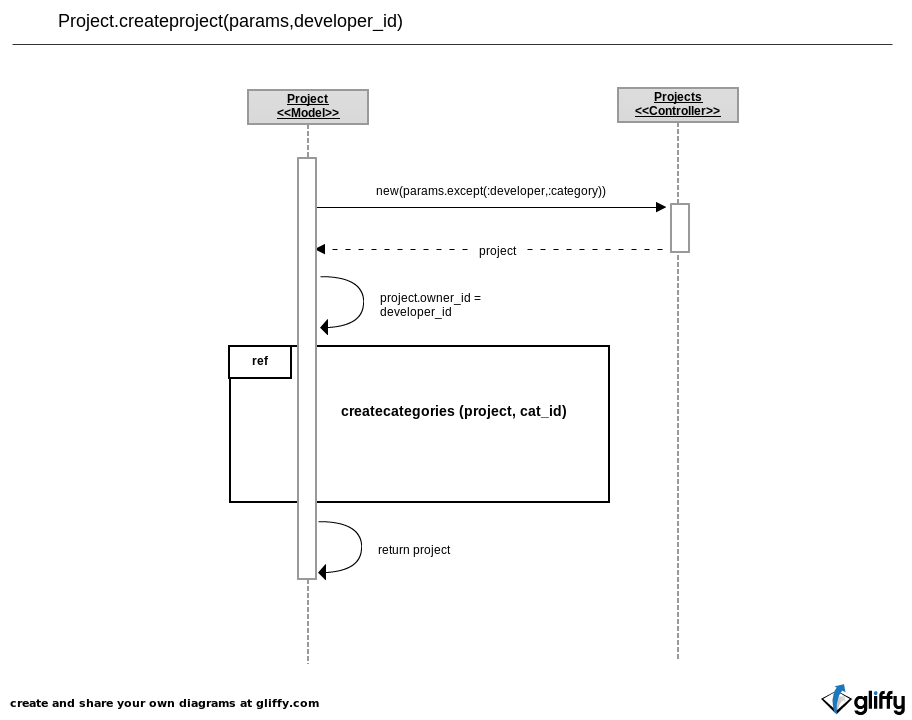 Project.createproject(params,developer_id)
Project
<<Model>>
Projects
<<Controller>>
new(params.except(:developer,:category))
project
project.owner_id =
developer_id
ref
createcategories (project, cat_id)
return project
create and share your own diagrams at gliffy.com
gliffy